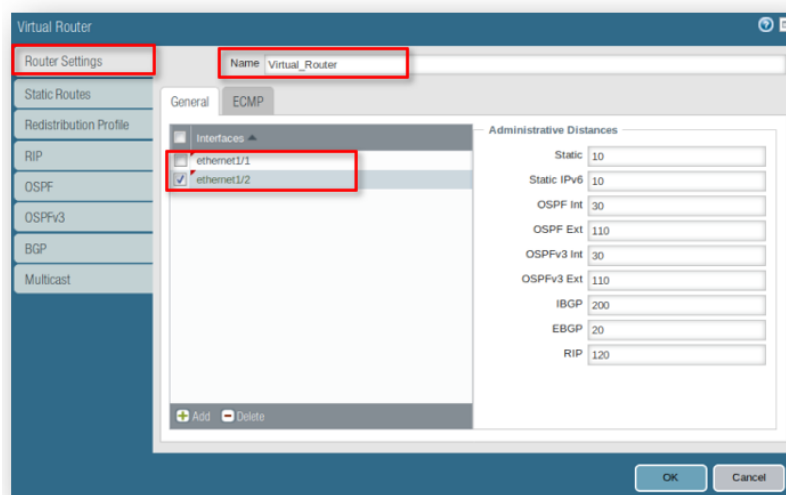 Virtual Router
Router Settings
Name Virtual_Router
Static Routes
General ECMP
Redistribution Profile
Interfaces
Administrative Distances
RIP
ethernet1/1
Static 10
ethernet1/2
Static IPv6 10
OSPF
OSPF Int 30
OSPFv3
OSPF Ext 110
BGP
OSPFv3 Int 30
Multicast
OSPFv3 Ext 110
IBGP 200
EBGP 20
RIP 120
Add Delete
OK Cancel